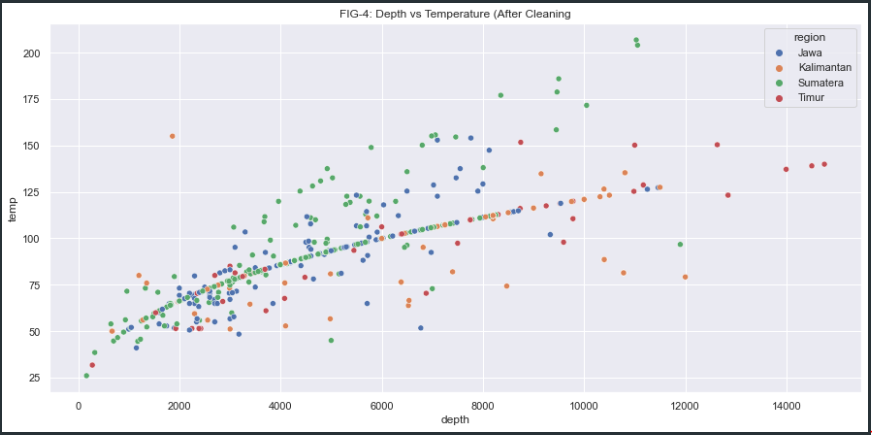 FIG-4: Depth vs Temperature (After Cleaning
region
Jawa
Kalimantan
Sumatera
Timur
200
175
150
125
100
75
50
25
temp
0 2000 4000 6000 8000 10000 12000 14000
depth